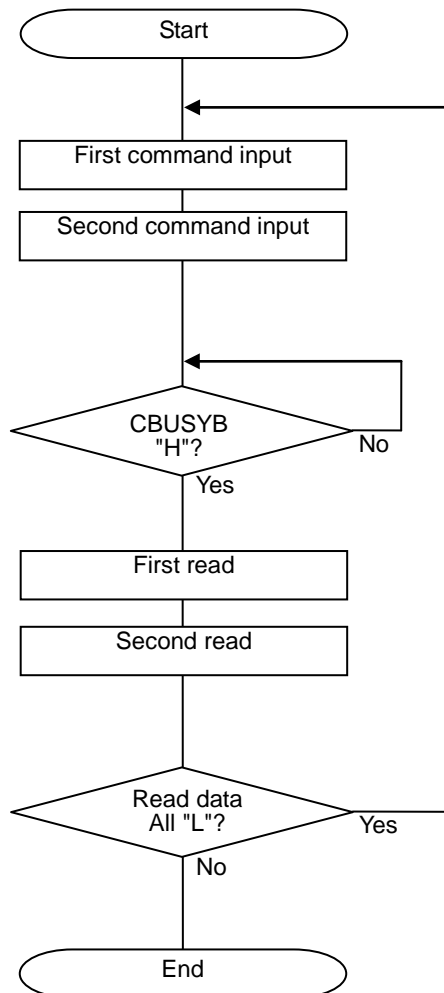 Start
First command input
Second command input
CBUSYB
"H"?
No
Yes
First read
Second read
Read data
All "L"?
Yes
No
End